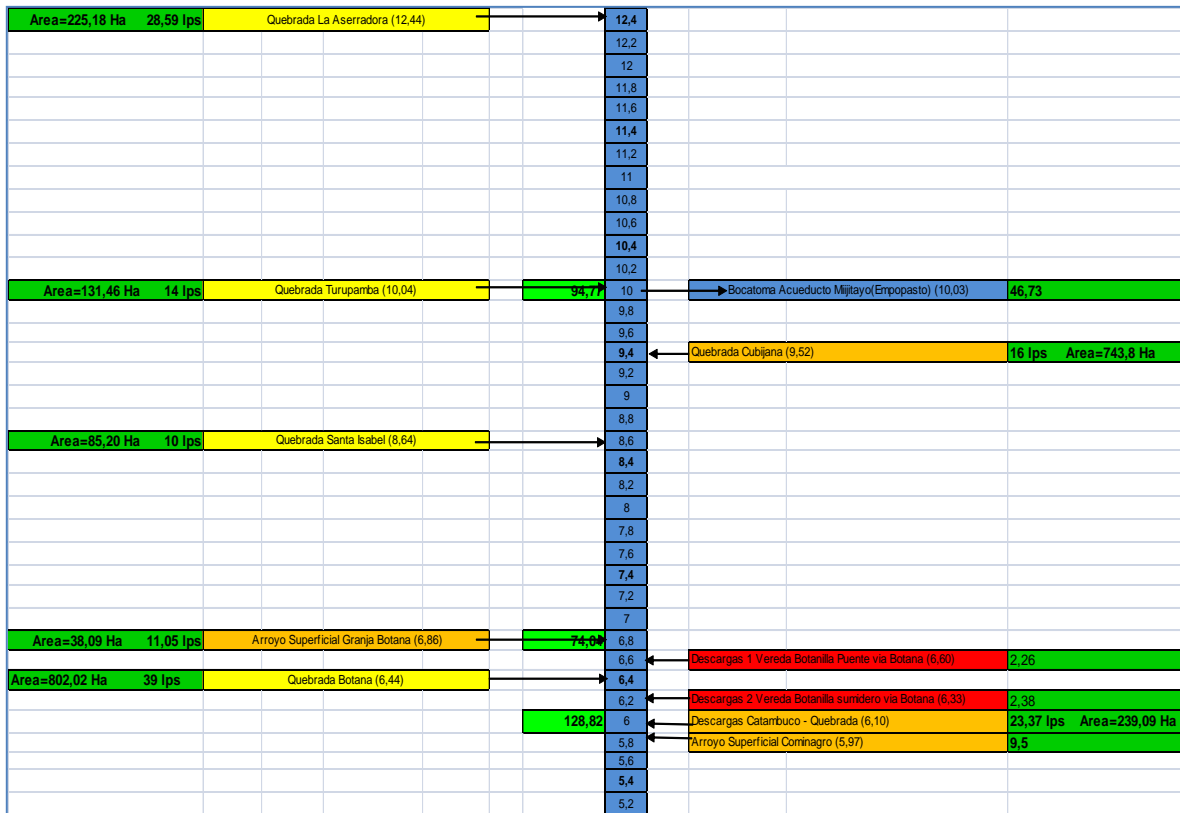 Area=225,18 Ha 28,59 lps Quebrada La Aserradora (12,44) 12,4
12,2
12
11,8
11,6
11,4
11,2
11
10,8
10,6
10,4
10,2
Area=131,46 Ha 14 lps Quebrada Turupamba (10,04) 94,77 10 Bocatoma Acueducto Mijitayo(Empopasto) (10,03) 46,73
9,8
9,6
9,4 Quebrada Cubijana (9,52) 16 lps Area=743,8 Ha
9,2
9
8,8
Area=85,20 Ha 10 lps Quebrada Santa Isabel (8,64) 8,6
8,4
8,2
8
7,8
7,6
7,4
7,2
7
Area=38,09 Ha 11,05 lps Arroyo Superficial Granja Botana (6,86) 6,8
6,6 Descargas 1 Vereda Botanilla Puente via Botana (6,60) 2,26
Area=802,02 Ha 39 lps Quebrada Botana (6,44) 6,4
6,2 Descargas 2 Vereda Botanilla sumidero via Botana (6,33) 2,38
128,82 6 Descargas Catambuco - Quebrada (6,10) 23,37 lps Area=239,09 Ha
5,8 Arroyo Superficial Cominagro (5,97) 9,5
5,6
5,4
5,2